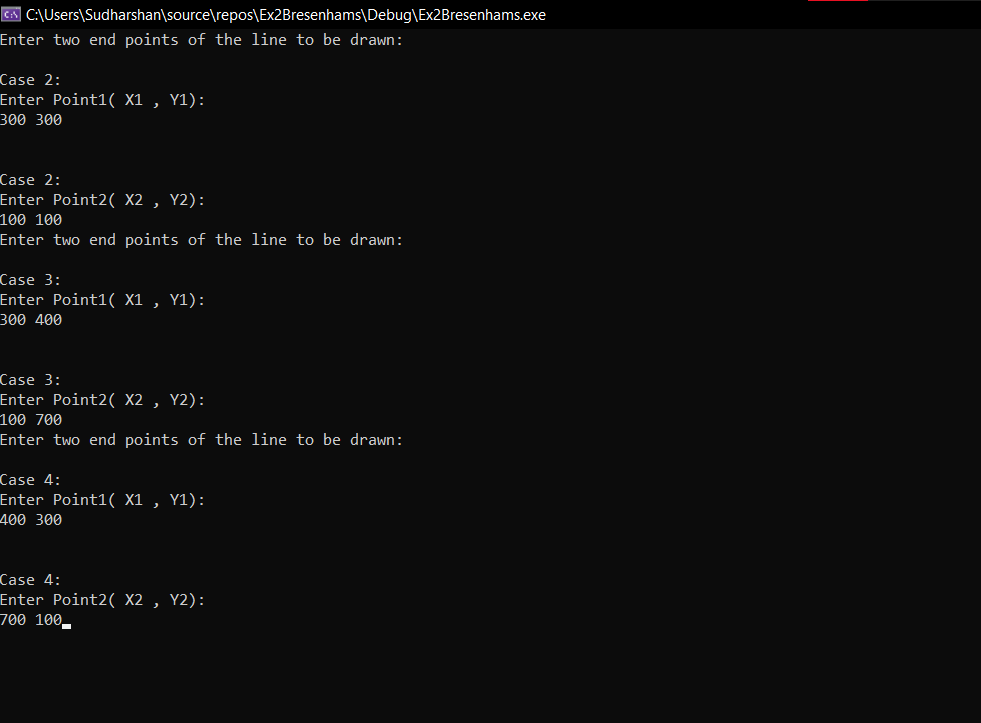 C:\Users\Sudharshan\source\repos\Ex2Bresenhams\Debug\Ex2Bresenhams.exe
Enter two end points of the line to be drawn:
Case 2:
Enter Point1( X1 , Y1):
300 300
Case 2:
Enter Point2( X2 , Y2):
100 100
Enter two end points of the line to be drawn:
Case 3:
Enter Point1( X1 , Y1):
300 400
Case 3:
Enter Point2( X2 , Y2):
100 700
Enter two end points of the line to be drawn:
Case 4:
Enter Point1( X1 , Y1):
400 300
Case 4:
Enter Point2( X2 , Y2):
700 100